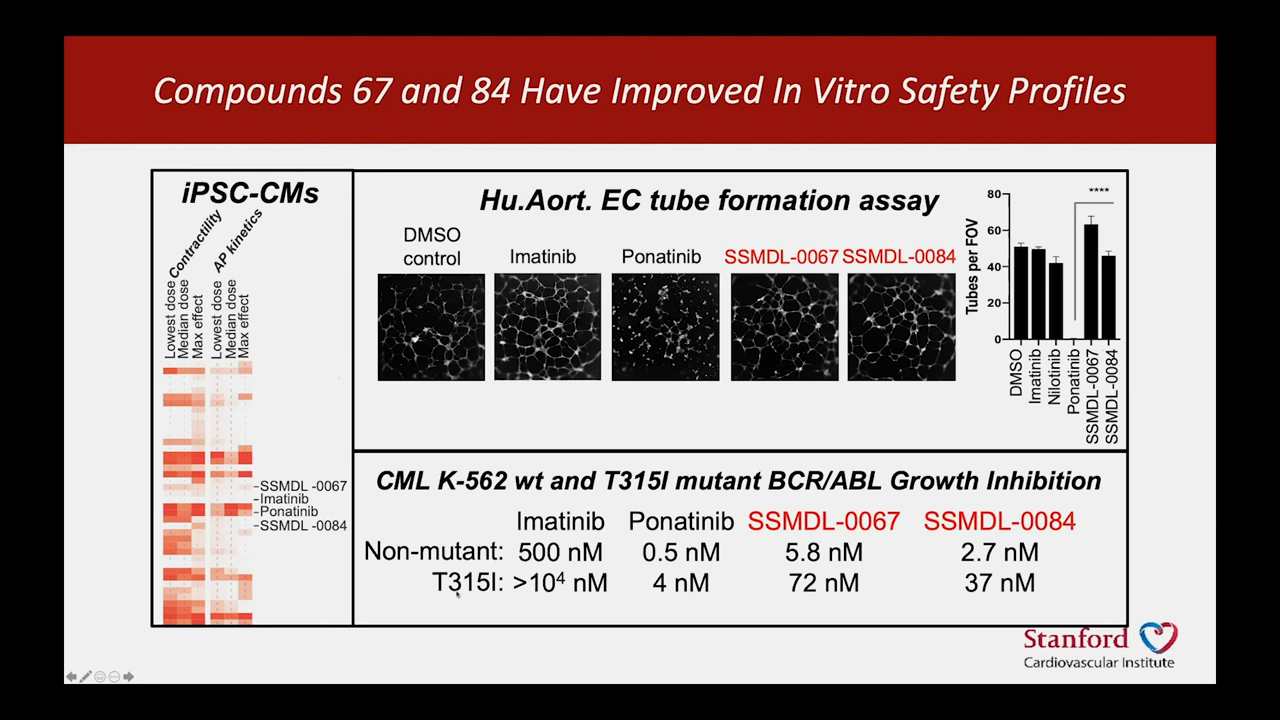 Compounds 67 and 84 Have Improved In Vitro Safety Profiles
iPSC-CMs
Contractility
AP kinetics
Lowest dose
Median dose
Max effect
Lowest dose
Median dose
Max effect
-SSMDL -0067
-Imatinib
-Ponatinib
-SSMDL -0084
Hu.Aort. EC tube formation assay
DMSO
control
Imatinib
Ponatinib
SSMDL-0067
SSMDL-0084
Tubes per FOV
80
60
40
20
0
****
DMSO
Imatinib
Nilotinib
Ponatinib
SSMDL-0067
SSMDL-0084
CML K-562 wt and T315I mutant BCR/ABL Growth Inhibition
Imatinib Ponatinib SSMDL-0067 SSMDL-0084
Non-mutant: 500 nM 0.5 nM 5.8 nM 2.7 nM
T315I: >10⁴ nM 4 nM 72 nM 37 nM
Stanford
Cardiovascular Institute